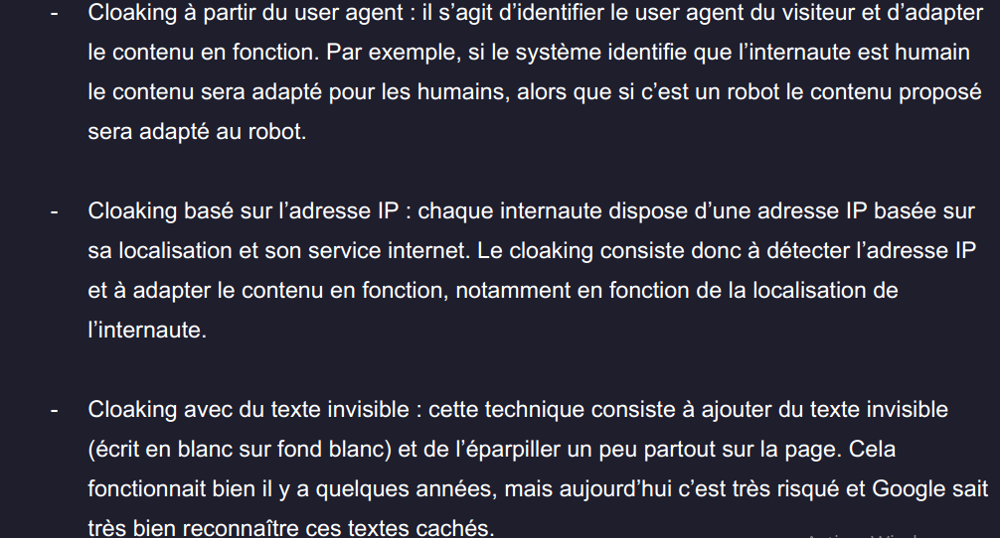 - Cloaking à partir du user agent : il s’agit d’identifier le user agent du visiteur et d’adapter
le contenu en fonction. Par exemple, si le système identifie que l’internaute est humain
le contenu sera adapté pour les humains, alors que si c’est un robot le contenu proposé
sera adapté au robot.
- Cloaking basé sur l’adresse IP : chaque internaute dispose d’une adresse IP basée sur
sa localisation et son service internet. Le cloaking consiste donc à détecter l’adresse IP
et à adapter le contenu en fonction, notamment en fonction de la localisation de
l’internaute.
- Cloaking avec du texte invisible : cette technique consiste à ajouter du texte invisible
(écrit en blanc sur fond blanc) et de l’éparpiller un peu partout sur la page. Cela
fonctionnait bien il y a quelques années, mais aujourd’hui c’est très risqué et Google sait
très bien reconnaître ces textes cachés.